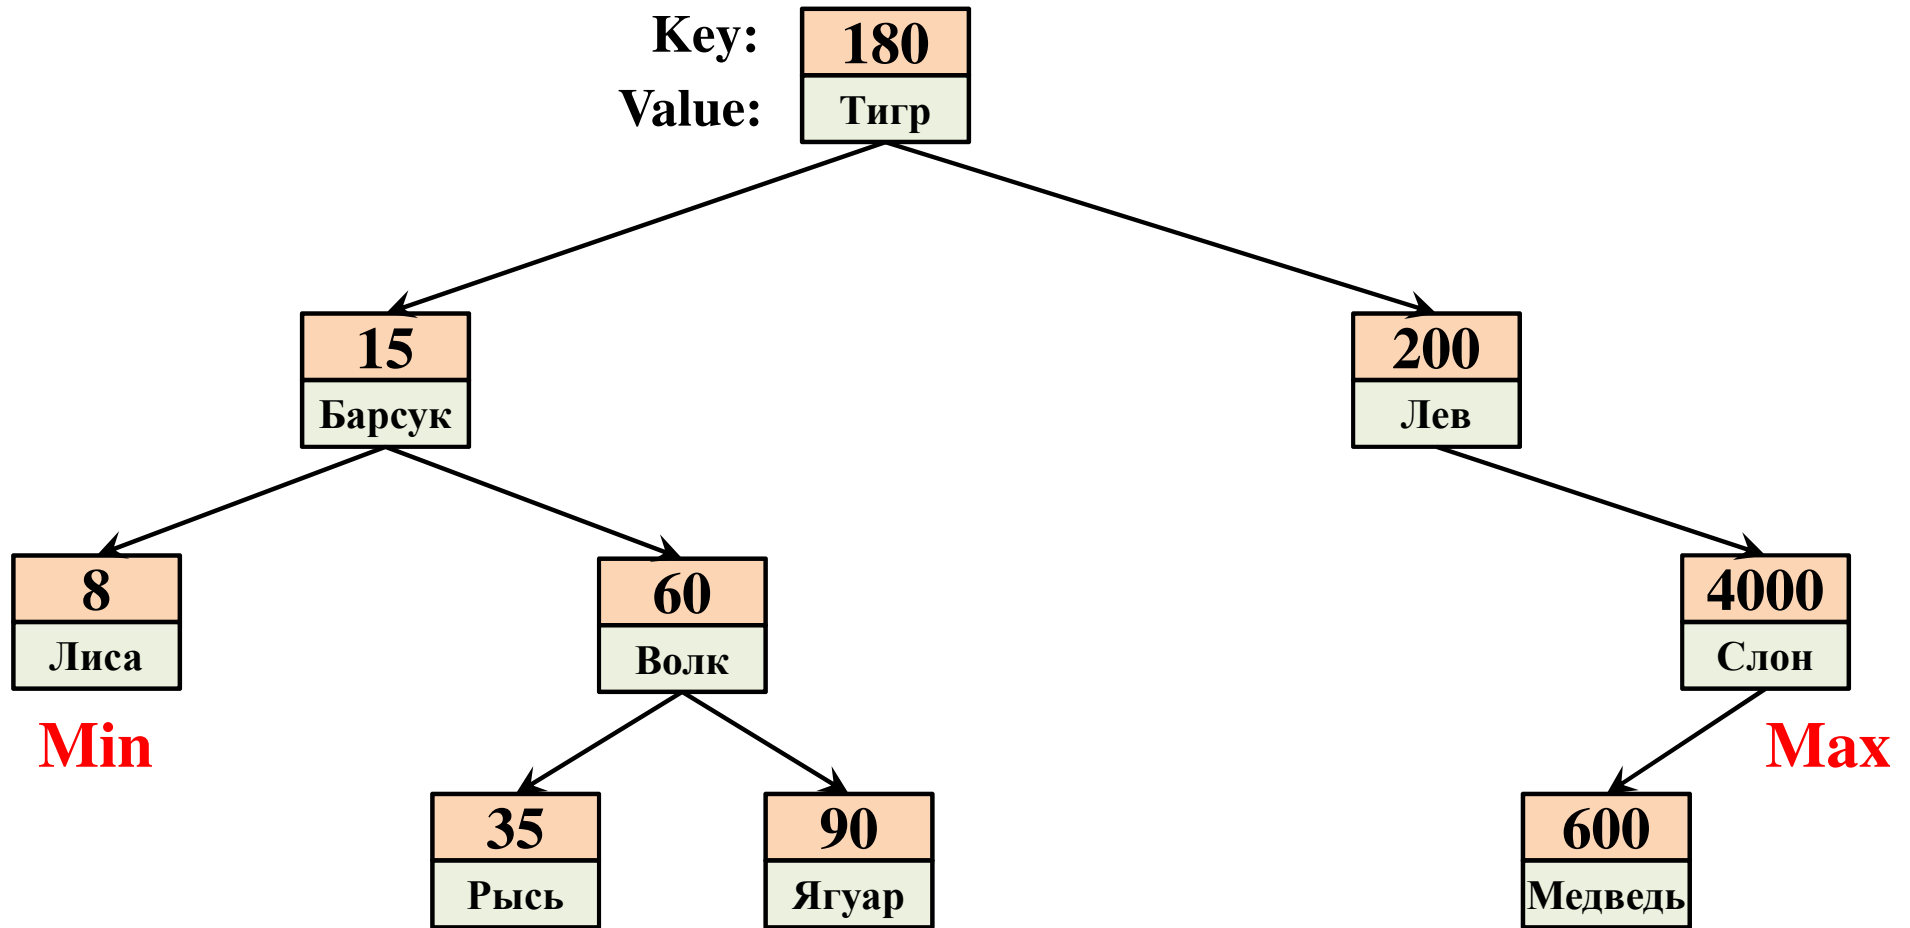 Key:
180
Value:
Тигр
15
Барсук
200
Лев
8
Лиса
60
Волк
4000
Слон
Min
Max
35
Рысь
90
Ягуар
600
Медведь